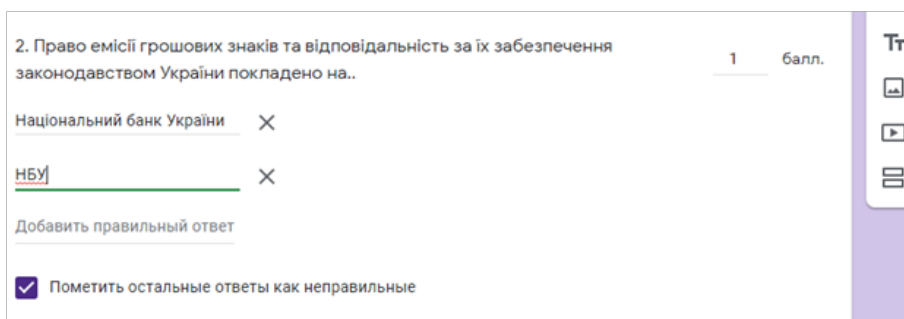 2. Право емісії грошових знаків та відповідальність за їх забезпечення
законодавством України покладено на..
1 балл.
Національний банк України
НБУ
Добавить правильный ответ
Пометить остальные ответы как неправильные
Тт